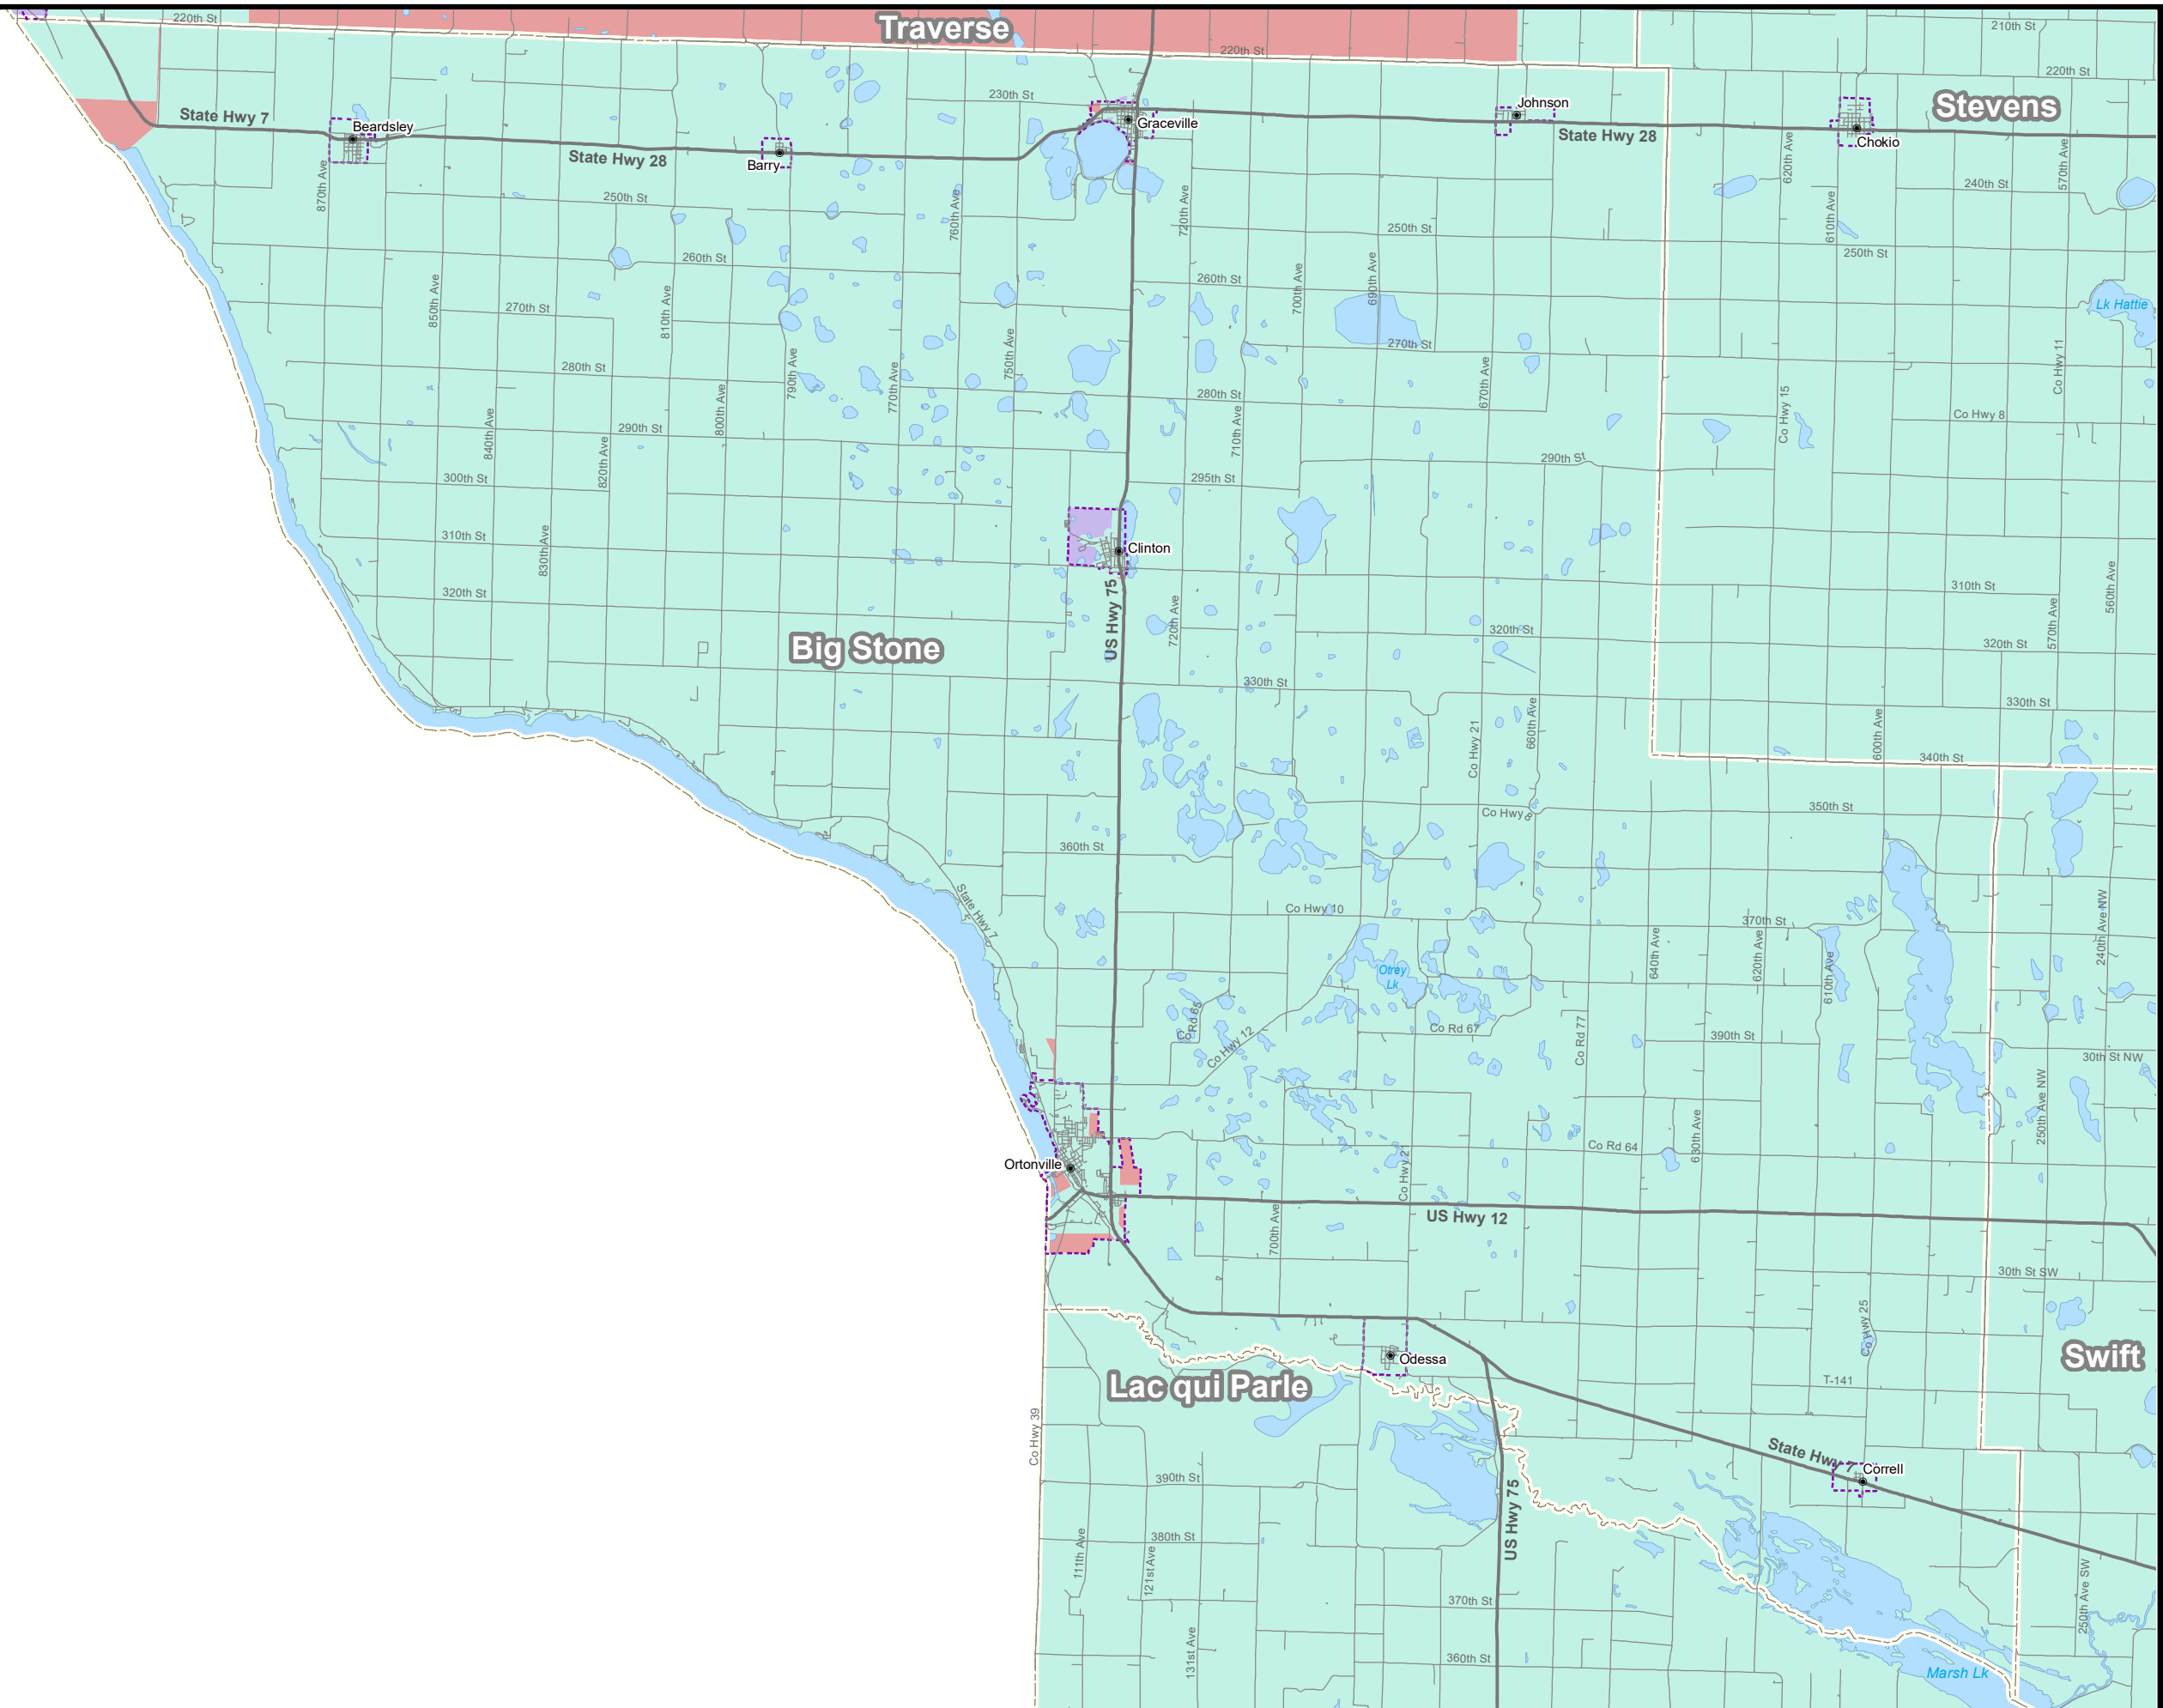 220th St
Traverse
210th St
220th St
220th St
Stevens
230th St
Johnson
State Hwy 7
Beardsley
Graceville
State Hwy 28
Chokio
State Hwy 28
Barry
870th Ave
250th St
760th Ave
720th Ave
620th Ave
610th Ave
570th Ave
240th St
250th St
250th St
260th St
260th St
850th Ave
270th St
810th Ave
700th Ave
690th Ave
Lk Hattie
270th St
280th St
790th Ave
770th Ave
750th Ave
280th St
670th Ave
Co Hwy 11
Co Hwy 15
Co Hwy 8
800th Ave
710th Ave
290th St
840th Ave
820th Ave
290th St
300th St
295th St
310th St
830th Ave
Clinton
310th St
560th Ave
320th St
US Hwy 75
720th Ave
320th St
570th Ave
320th St
Big Stone
330th St
330th St
660th Ave
Co Hwy 21
600th Ave
340th St
350th St
Co Hwy 8
360th St
State Hwy 7
Co Hwy 10
370th St
240th Ave NW
640th Ave
620th Ave
610th Ave
Otrey
Lk
Co Rd 65
Co Hwy 12
Co Rd 67
Co Rd 77
390th St
30th St NW
250th Ave NW
630th Ave
Co Rd 64
Ortonville
Co Hwy 21
US Hwy 12
700th Ave
30th St SW
Co Hwy 25
Odessa
Swift
Lac qui Parle
T-141
Co Hwy 39
State Hwy 7
Correll
390th St
US Hwy 75
380th St
111th Ave
121st Ave
370th St
250th Ave SW
131st Ave
360th St
Marsh Lk